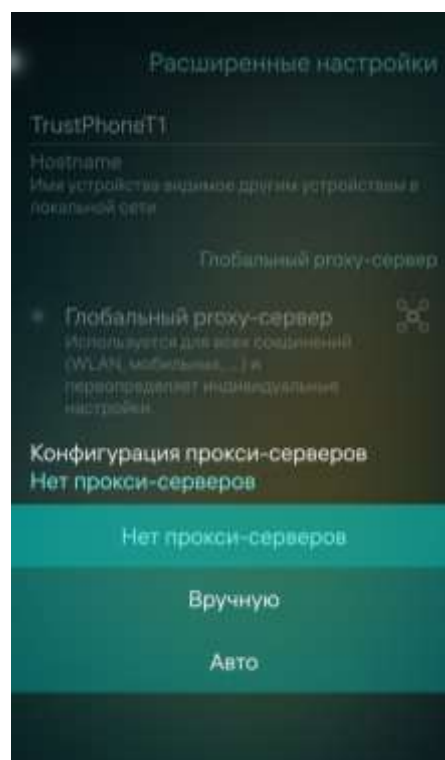 Расширенные настройки
TrustPhoneT1
Hostname
Имя устройства видимое другим устройствам в
локальной сети
Глобальный proxy-сервер
Глобальный proxy-сервер
Используется для всех соединений
(WLAN, мобильных, ...) и
переопределяет индивидуальные
настройки.
Конфигурация прокси-серверов
Нет прокси-серверов
Нет прокси-серверов
Вручную
Авто